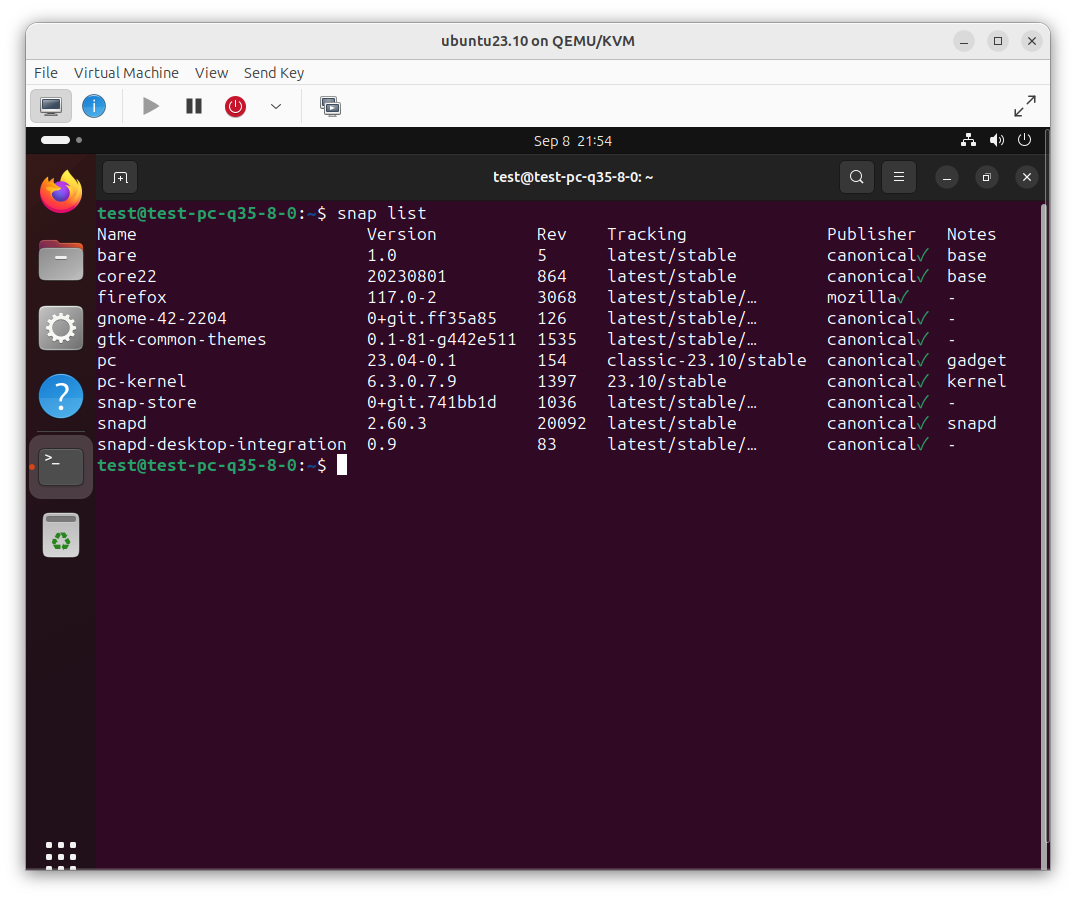 ubuntu23.10 on QEMU/KVM
File Virtual Machine View Send Key
Sep 8 21:54
test@test-pc-q35-8-0: ~
test@test-pc-q35-8-0:~$ snap list
Name Version Rev Tracking Publisher Notes
bare 1.0 5 latest/stable canonical✓ base
core22 20230801 864 latest/stable canonical✓ base
firefox 117.0-2 3068 latest/stable/… mozilla✓ -
gnome-42-2204 0+git.ff35a85 126 latest/stable/… canonical✓ -
gtk-common-themes 0.1-81-g442e511 1535 latest/stable/… canonical✓ -
pc 23.04-0.1 154 classic-23.10/stable canonical✓ gadget
pc-kernel 6.3.0.7.9 1397 23.10/stable canonical✓ kernel
snap-store 0+git.741bb1d 1036 latest/stable/… canonical✓ -
snapd 2.60.3 20092 latest/stable canonical✓ snapd
snapd-desktop-integration 0.9 83 latest/stable/… canonical✓ -
test@test-pc-q35-8-0:~$